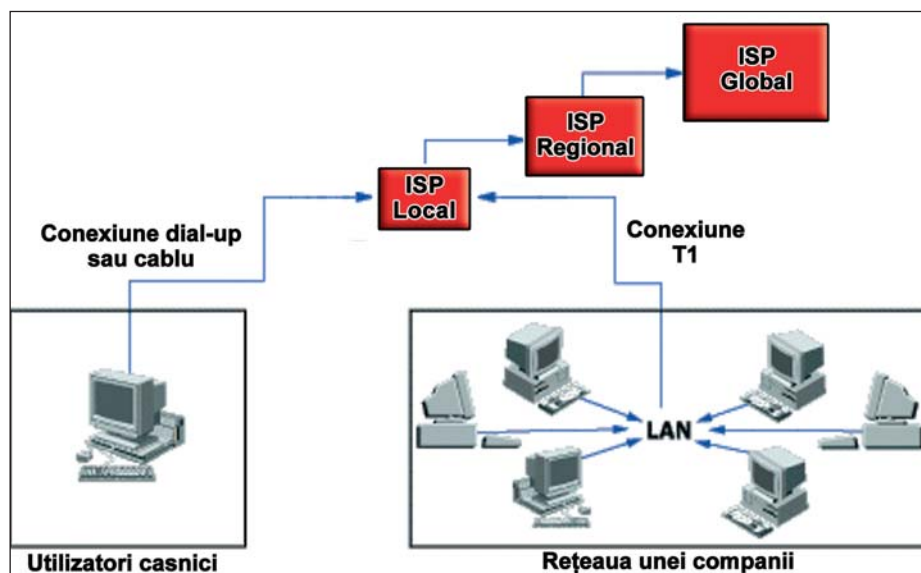 ISP
Global
ISP
Regional
ISP
Local
Conexiune dial-up
sau cablu
Conexiune
T1
LAN
Utilizatori casnici
Rețeaua unei companii